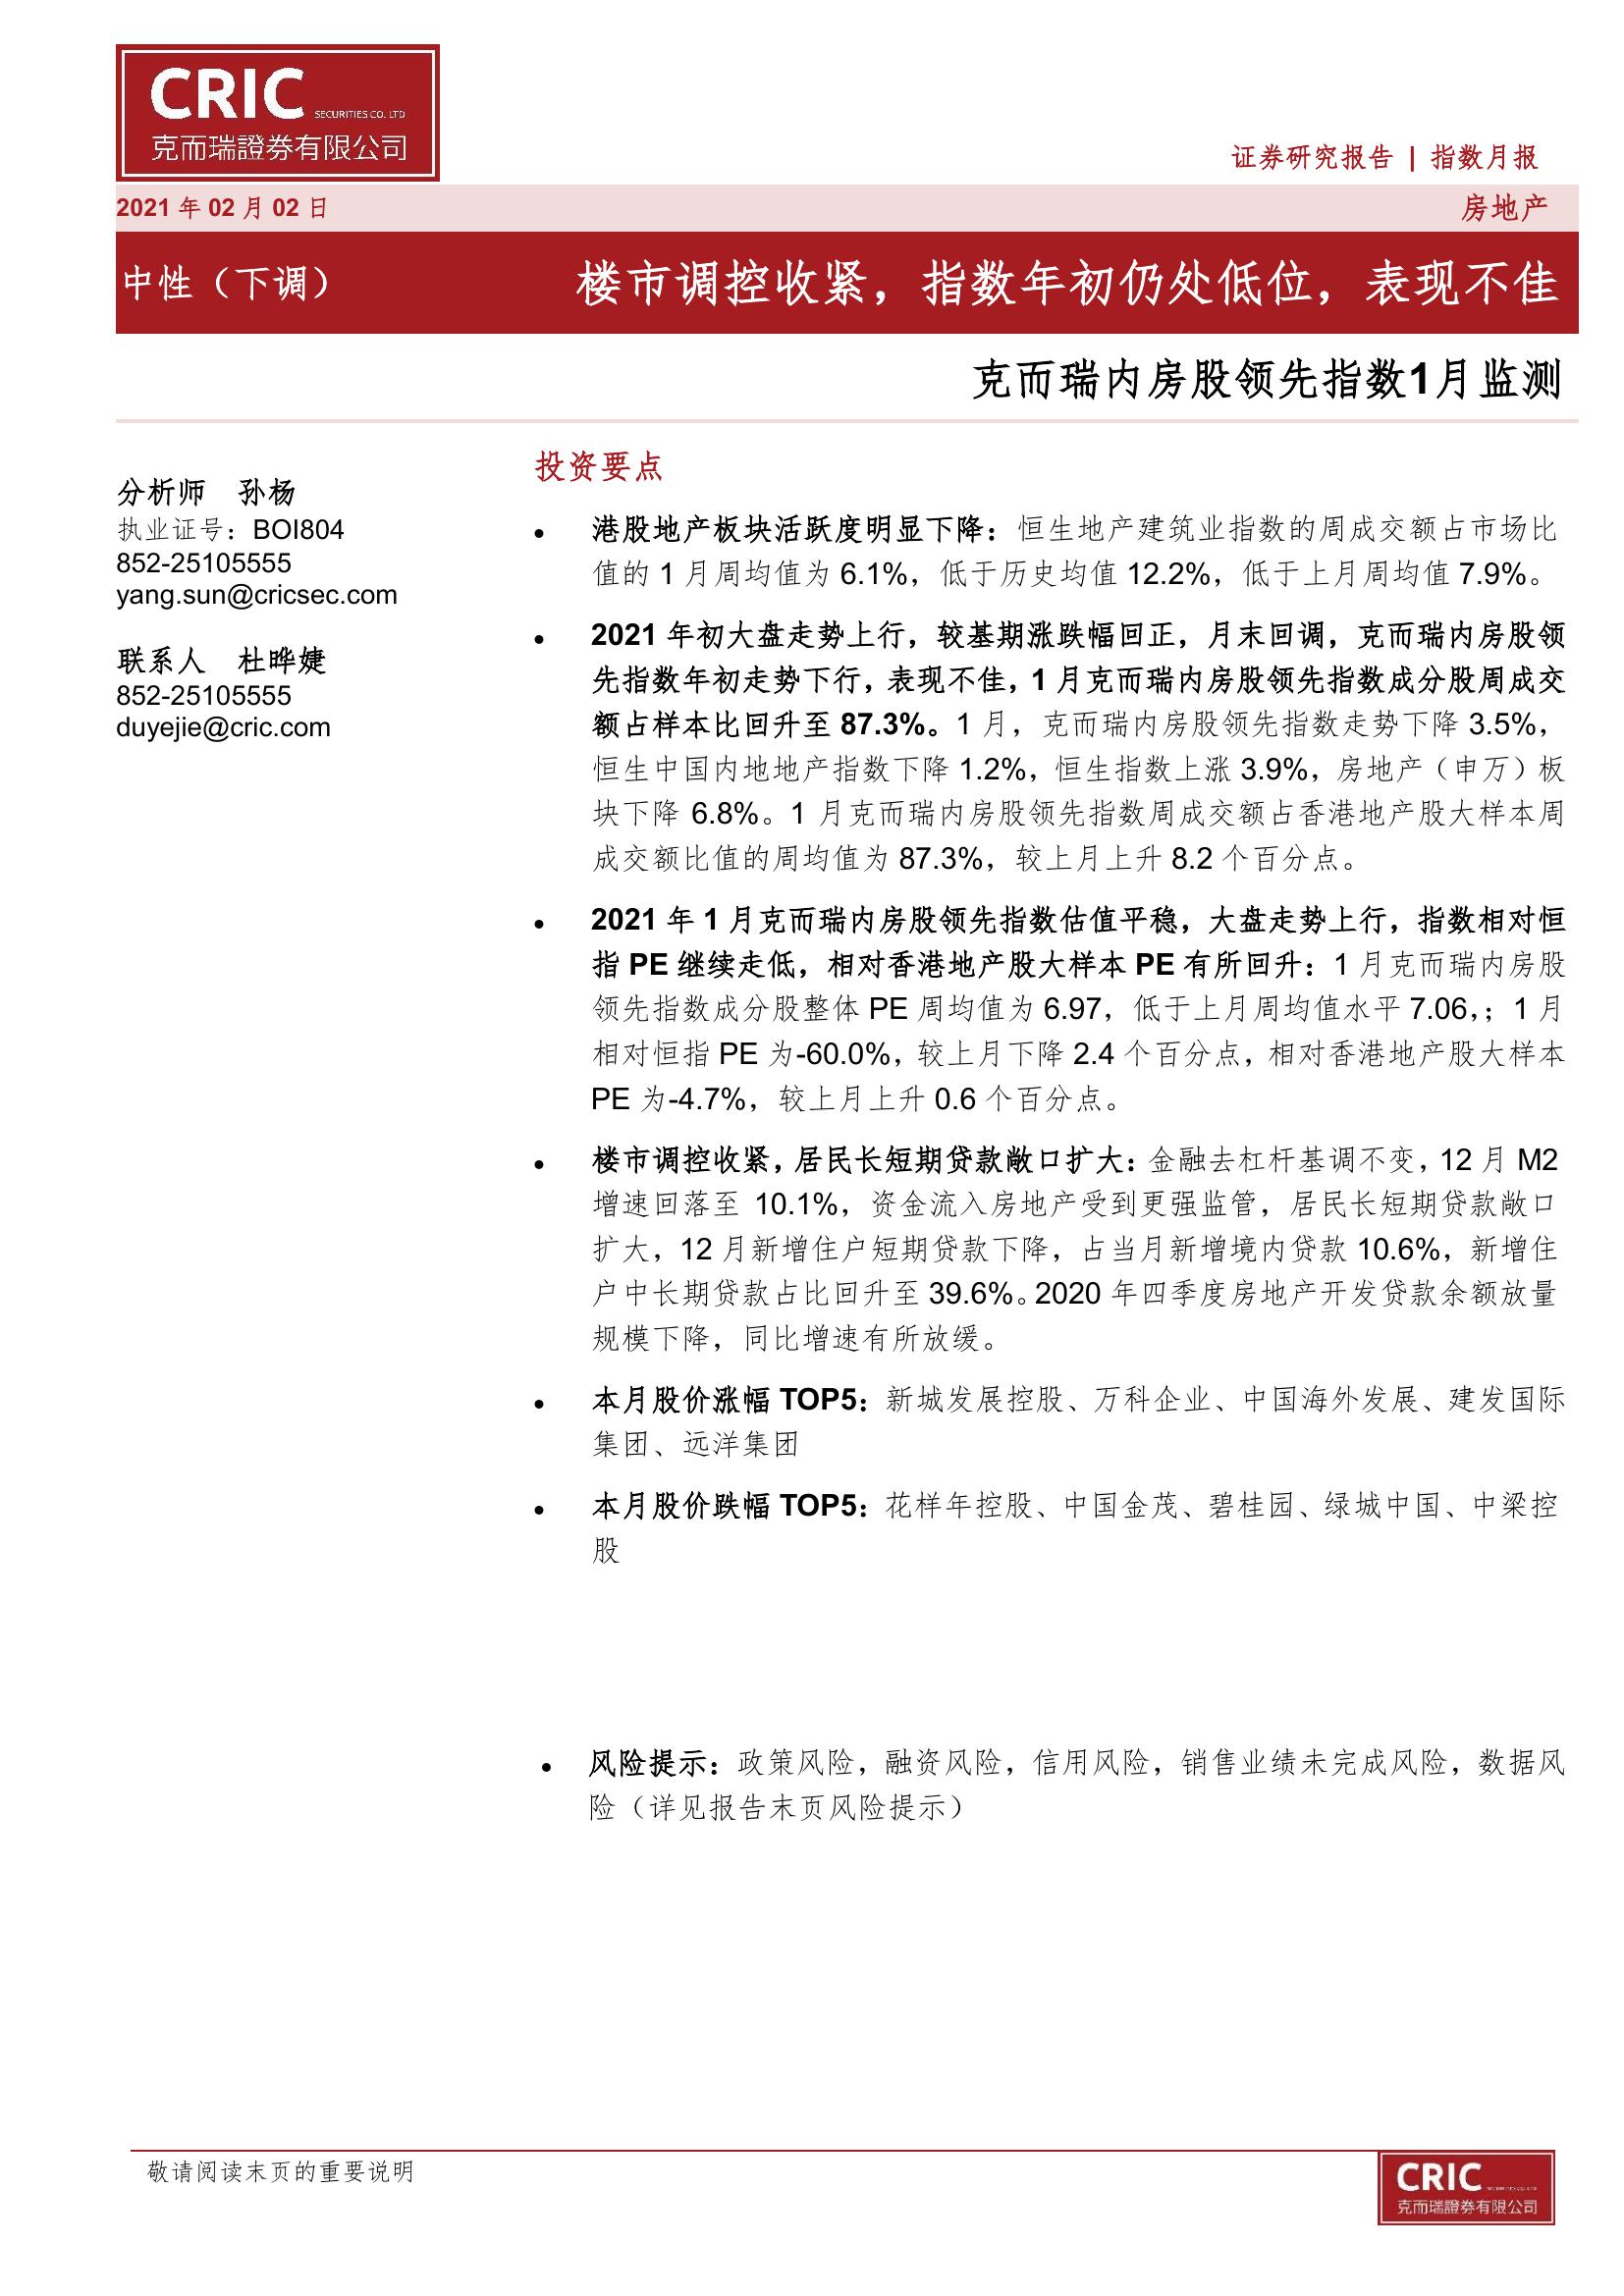 CRIC
SECURITIES CO. LTD
克而瑞證券有限公司
证券研究报告 | 指数月报
2021 年 02 月 02 日
房地产
中性（下调）
楼市调控收紧，指数年初仍处低位，表现不佳
克而瑞内房股领先指数1月监测
分析师 孙杨
执业证号：BOI804
852-25105555
yang.sun@cricsec.com
联系人 杜晔婕
852-25105555
duyejie@cric.com
投资要点
● 港股地产板块活跃度明显下降：恒生地产建筑业指数的周成交额占市场比
值的 1 月周均值为 6.1%，低于历史均值 12.2%，低于上月周均值 7.9%。
● 2021 年初大盘走势上行，较基期涨跌幅回正，月末回调，克而瑞内房股领
先指数年初走势下行，表现不佳，1 月克而瑞内房股领先指数成分股周成交
额占样本比回升至 87.3%。1 月，克而瑞内房股领先指数走势下降 3.5%，
恒生中国内地地产指数下降 1.2%，恒生指数上涨 3.9%，房地产（申万）板
块下降 6.8%。1 月克而瑞内房股领先指数周成交额占香港地产股大样本周
成交额比值的周均值为 87.3%，较上月上升 8.2 个百分点。
● 2021 年 1 月克而瑞内房股领先指数估值平稳，大盘走势上行，指数相对恒
指 PE 继续走低，相对香港地产股大样本 PE 有所回升：1 月克而瑞内房股
领先指数成分股整体 PE 周均值为 6.97，低于上月周均值水平 7.06,；1 月
相对恒指 PE 为-60.0%，较上月下降 2.4 个百分点，相对香港地产股大样本
PE 为-4.7%，较上月上升 0.6 个百分点。
● 楼市调控收紧，居民长短期贷款敞口扩大：金融去杠杆基调不变，12 月 M2
增速回落至 10.1%，资金流入房地产受到更强监管，居民长短期贷款敞口
扩大，12 月新增住户短期贷款下降，占当月新增境内贷款 10.6%，新增住
户中长期贷款占比回升至 39.6%。2020 年四季度房地产开发贷款余额放量
规模下降，同比增速有所放缓。
● 本月股价涨幅 TOP5：新城发展控股、万科企业、中国海外发展、建发国际
集团、远洋集团
● 本月股价跌幅 TOP5：花样年控股、中国金茂、碧桂园、绿城中国、中梁控
股
● 风险提示：政策风险，融资风险，信用风险，销售业绩未完成风险，数据风
险（详见报告末页风险提示）
敬请阅读末页的重要说明
CRIC
SECURITIES CO. LTD
克而瑞證券有限公司